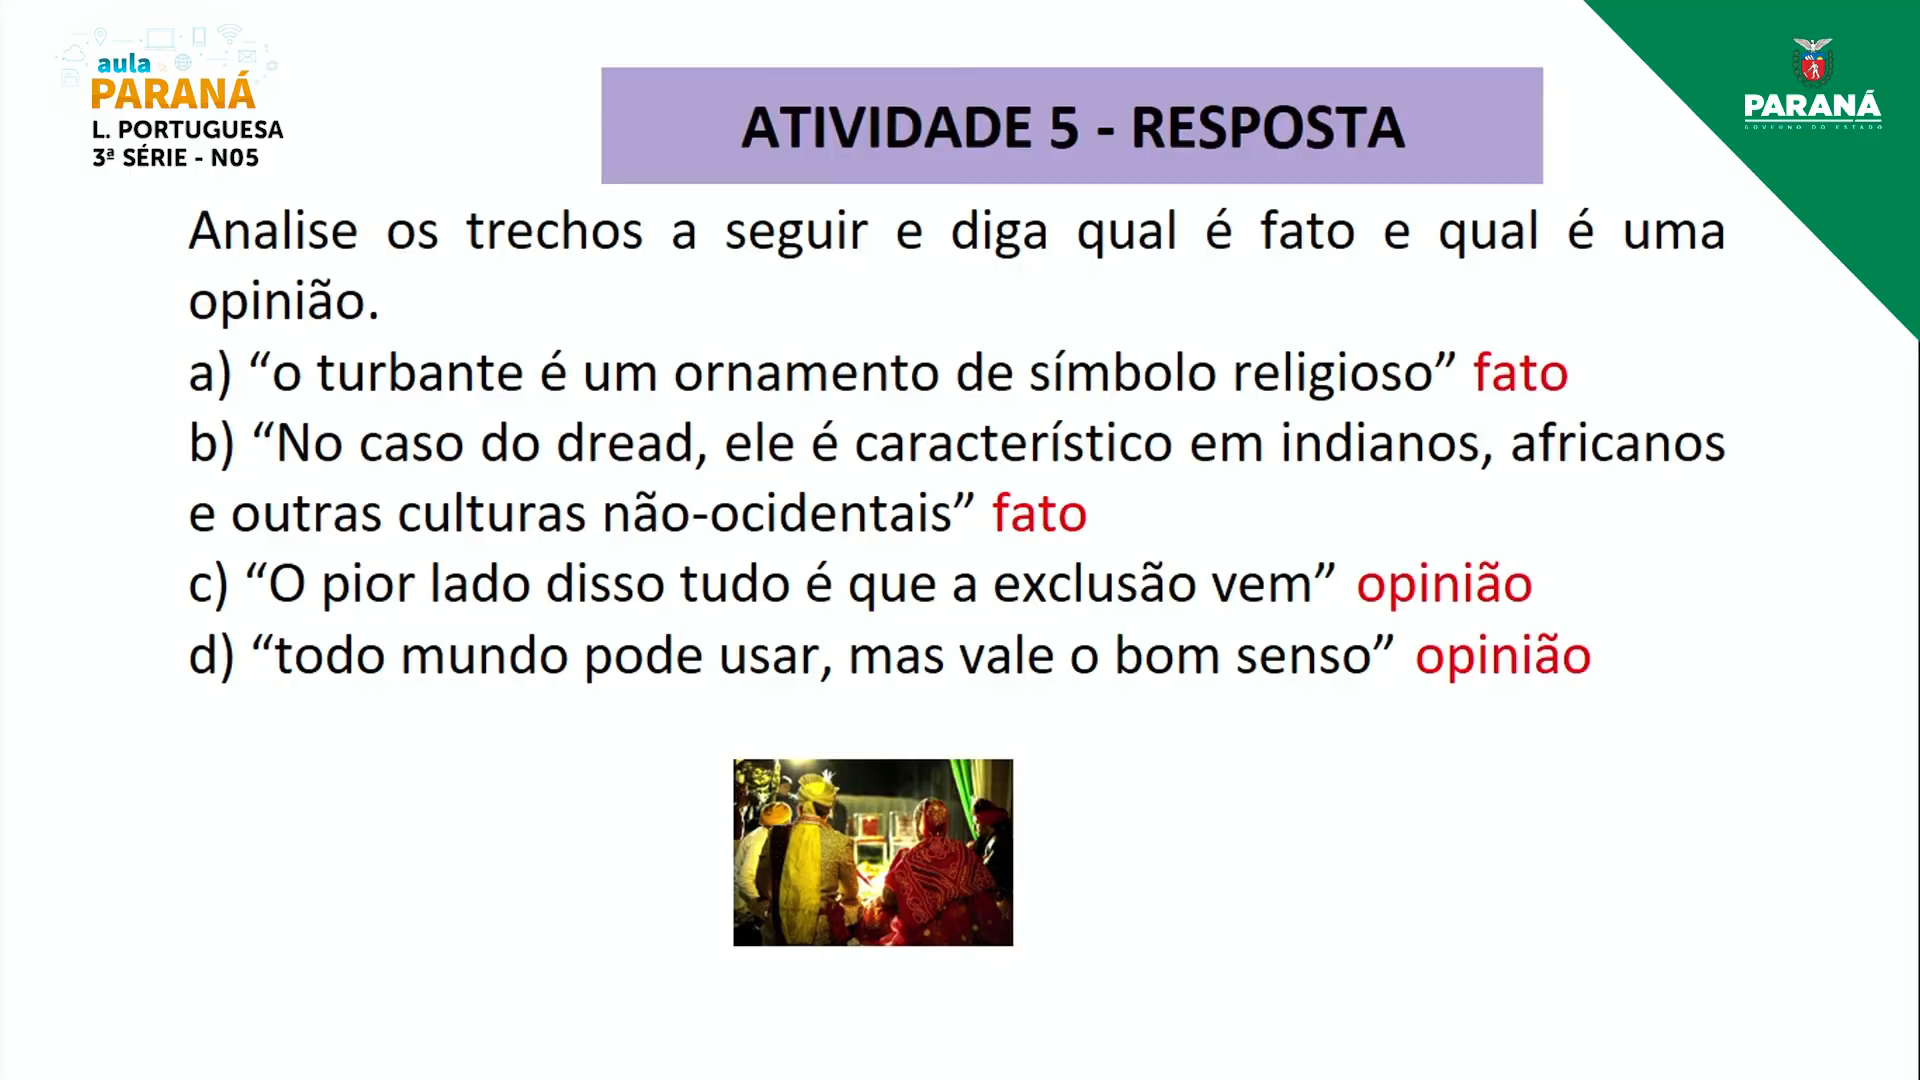 aula
PARANÁ
L. PORTUGUESA
3ª SÉRIE - N05
ATIVIDADE 5 - RESPOSTA
PARANÁ
GOVERNO DO ESTADO
Analise os trechos a seguir e diga qual é fato e qual é uma
opinião.
a) “o turbante é um ornamento de símbolo religioso” fato
b) “No caso do dread, ele é característico em indianos, africanos
e outras culturas não-ocidentais” fato
c) “O pior lado disso tudo é que a exclusão vem” opinião
d) “todo mundo pode usar, mas vale o bom senso” opinião